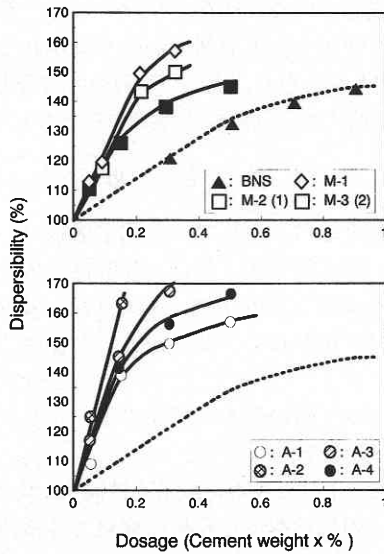 170
160
150
140
130
120
110
100
0 0.2 0.4 0.6 0.8 1
▲: BNS ◇: M-1
□: M-2 (1) □: M-3 (2)
Dispersibility (%)
170
160
150
140
130
120
110
100
0 0.2 0.4 0.6 0.8 1
: A-1 : A-3
: A-2 : A-4
Dosage (Cement weight x %)